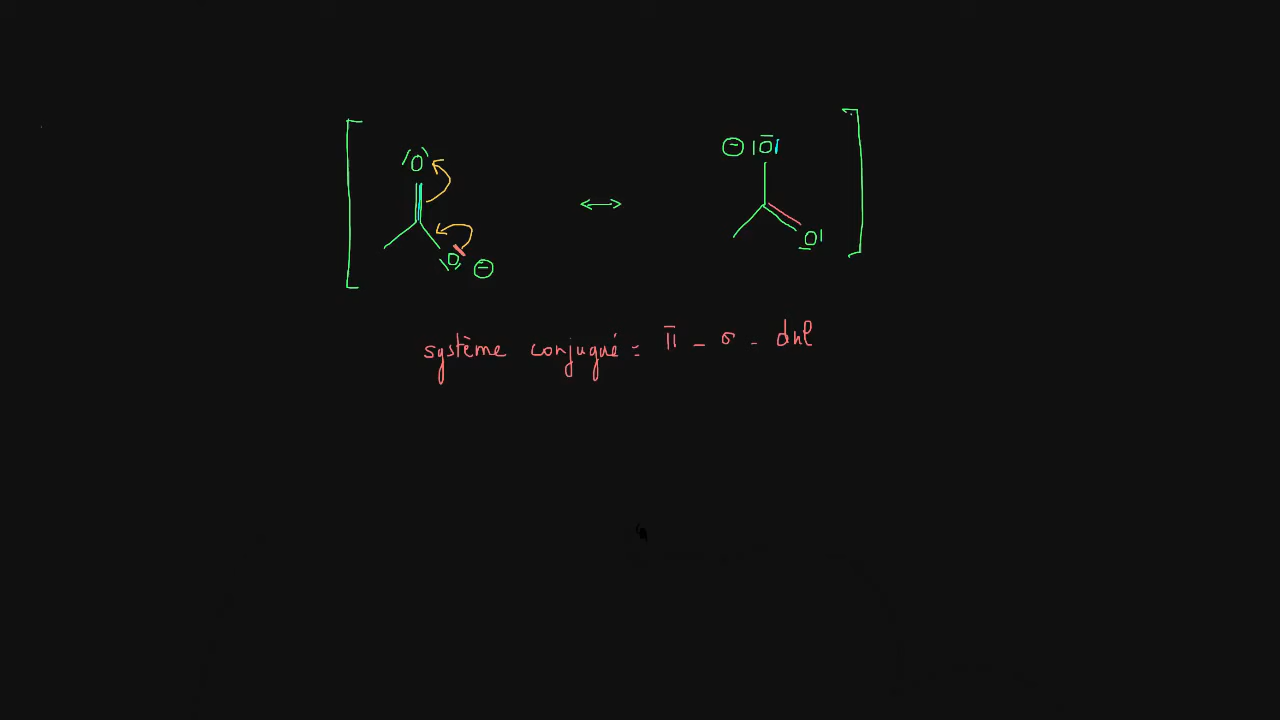 O
⊖ |O|
O ⊖
O|
système conjugué = π - σ - dnl